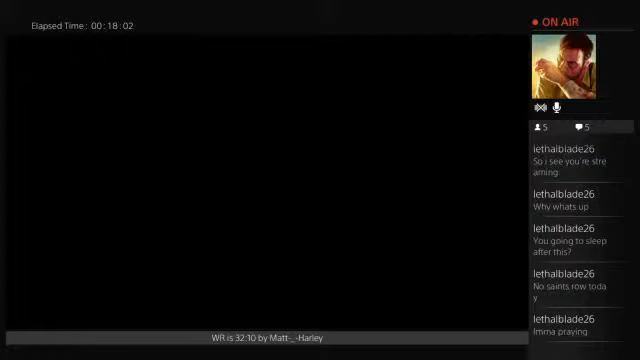 Elapsed Time : 00:18:02
ON AIR
5
5
lethalblade26
So i see you're stre
aming
lethalblade26
Why whats up
lethalblade26
You going to sleep
after this?
lethalblade26
No saints row toda
y
lethalblade26
Imma praying
WR is 32:10 by Matt-_-Harley